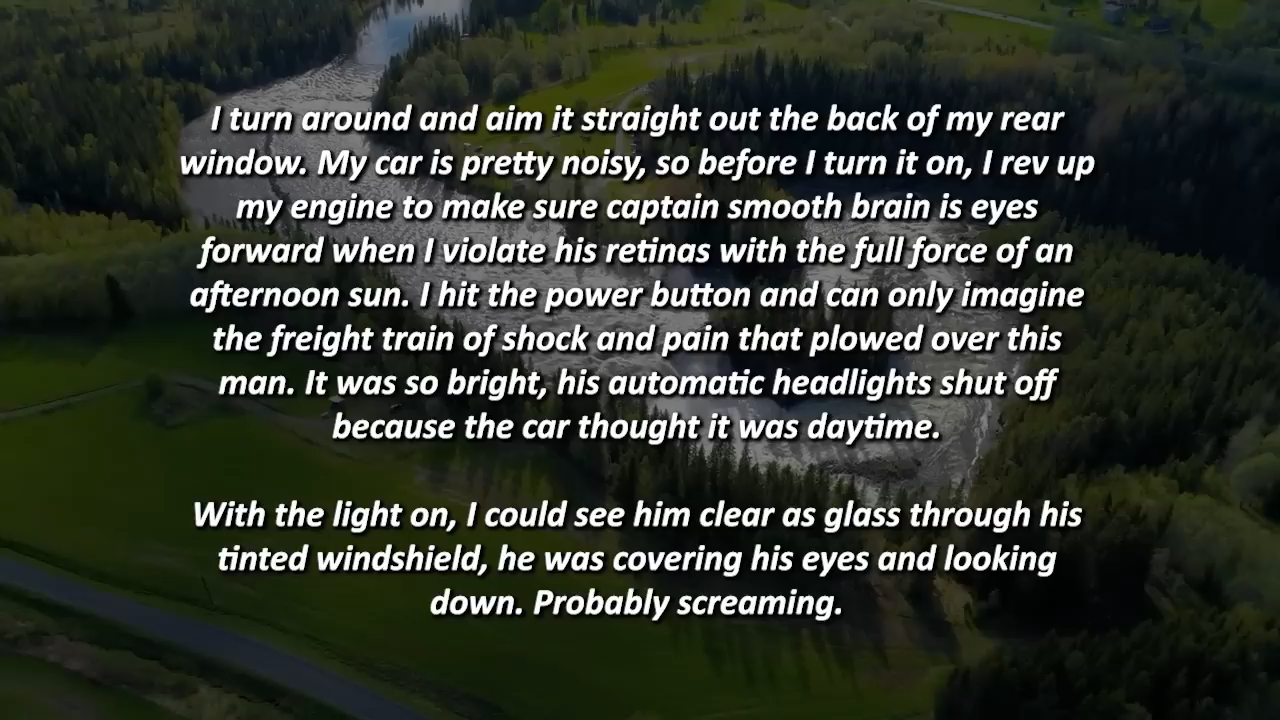 I turn around and aim it straight out the back of my rear
window. My car is pretty noisy, so before I turn it on, I rev up
my engine to make sure captain smooth brain is eyes
forward when I violate his retinas with the full force of an
afternoon sun. I hit the power button and can only imagine
the freight train of shock and pain that plowed over this
man. It was so bright, his automatic headlights shut off
because the car thought it was daytime.
With the light on, I could see him clear as glass through his
tinted windshield, he was covering his eyes and looking
down. Probably screaming.